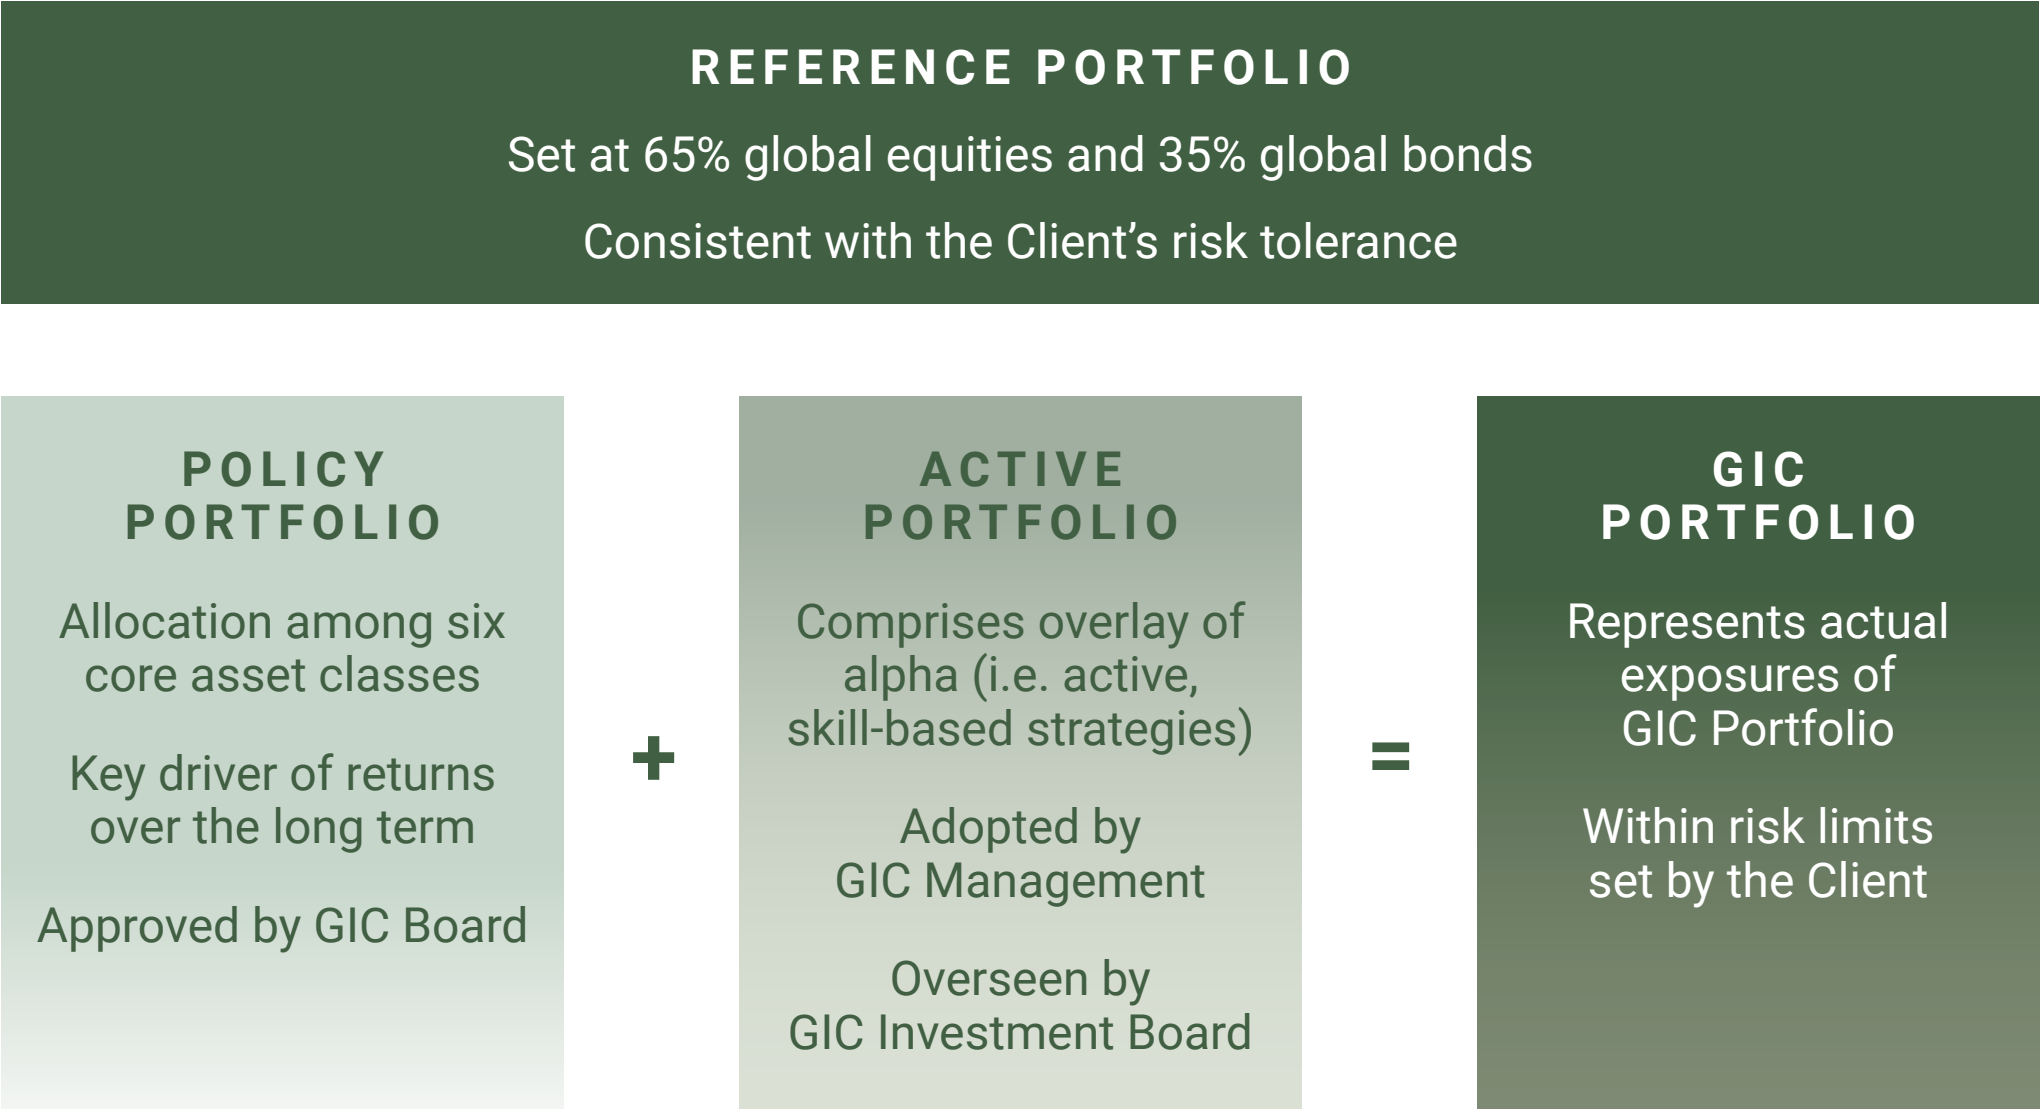 REFERENCE PORTFOLIO
Set at 65% global equities and 35% global bonds
Consistent with the Client’s risk tolerance
POLICY
PORTFOLIO
Allocation among six
core asset classes
Key driver of returns
over the long term
Approved by GIC Board
+
ACTIVE
PORTFOLIO
Comprises overlay of
alpha (i.e. active,
skill-based strategies)
Adopted by
GIC Management
Overseen by
GIC Investment Board
=
GIC
PORTFOLIO
Represents actual
exposures of
GIC Portfolio
Within risk limits
set by the Client